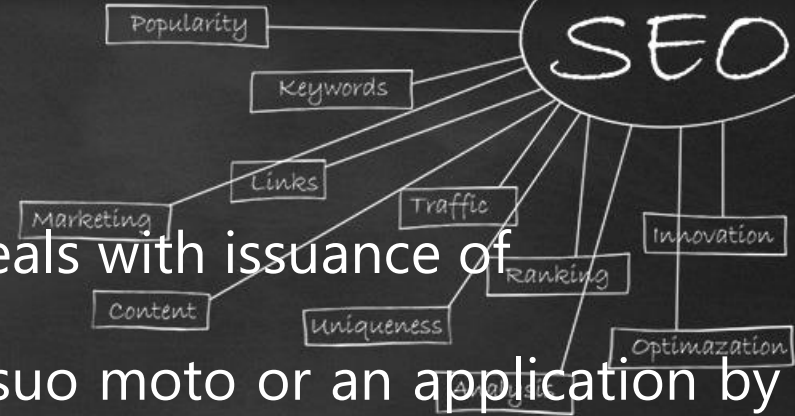 SEO
Popularity
Keywords
Links
Marketing
Traffic
Innovation
eals with issuance of
Ranking
Content
Uniqueness
Optimazation
suo moto or an application by
Analysis